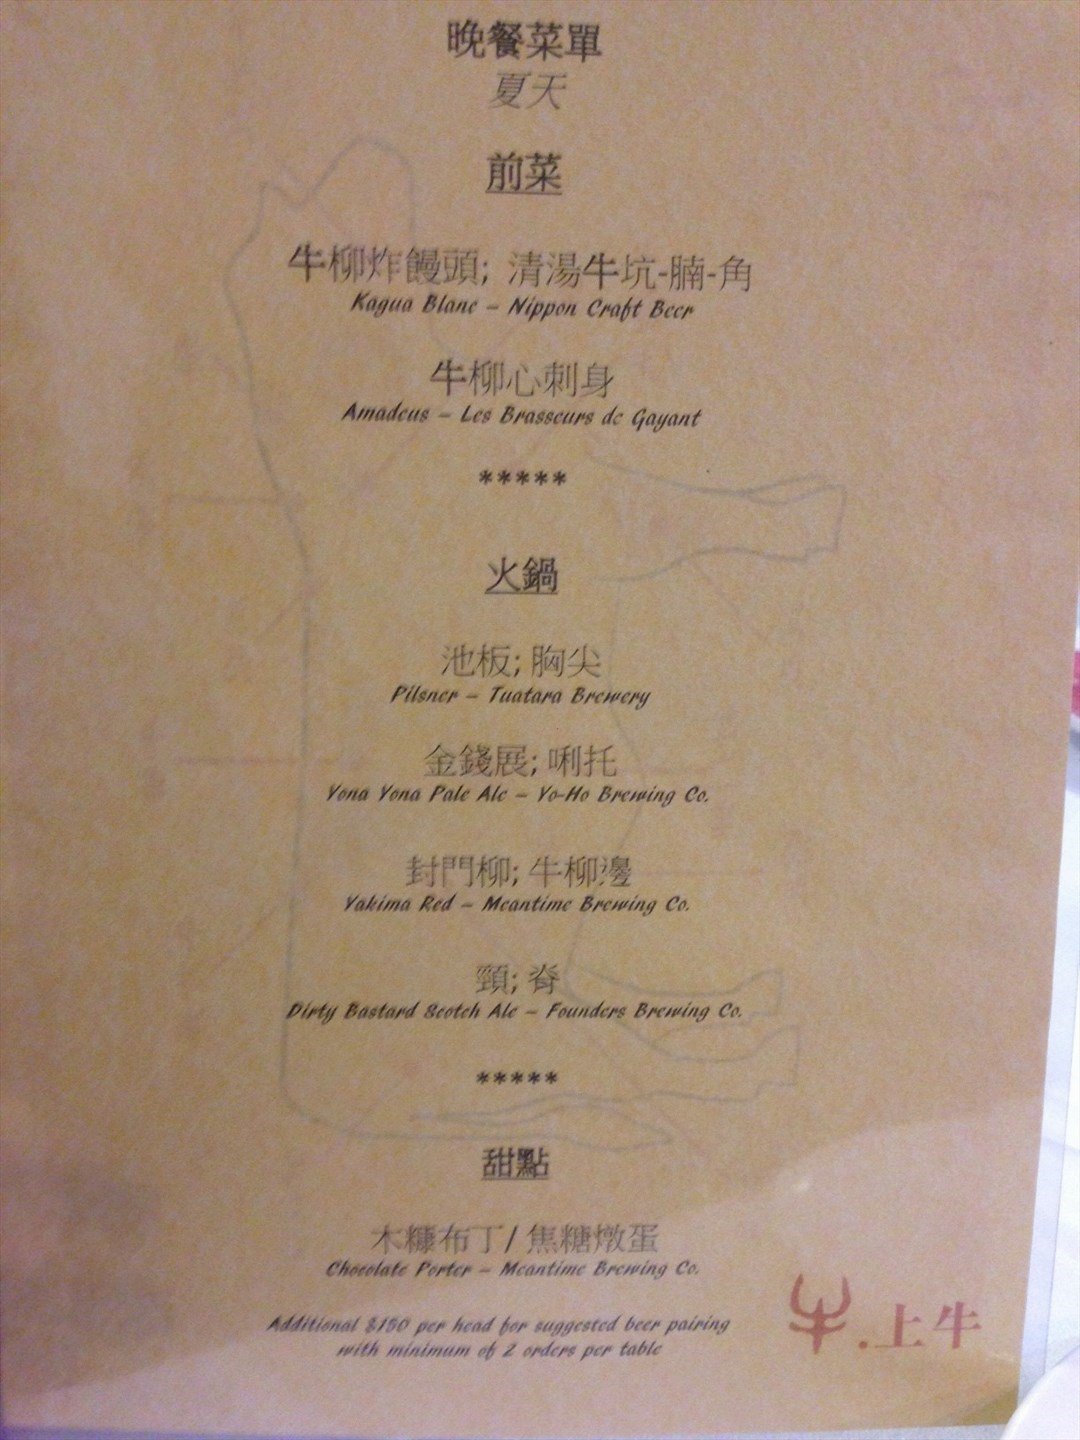 晚餐菜單
夏天
前菜
牛柳炸饅頭; 清湯牛坑-腩-角
Kagua Blanc – Nippon Craft Beer
牛柳心刺身
Amadeus – Les Brasseurs de Gayant
*****
火鍋
池板; 胸尖
Pilsner – Tuatara Brewery
金錢展; 唎托
Yona Yona Pale Ale – Yo-Ho Brewing Co.
封門柳; 牛柳邊
Yakima Red – Meantime Brewing Co.
頸; 脊
Dirty Bastard Scotch Ale – Founders Brewing Co.
*****
甜點
木糠布丁/ 焦糖燉蛋
Chocolate Porter – Meantime Brewing Co.
Additional $150 per head for suggested beer pairing
with minimum of 2 orders per table
牛.上牛